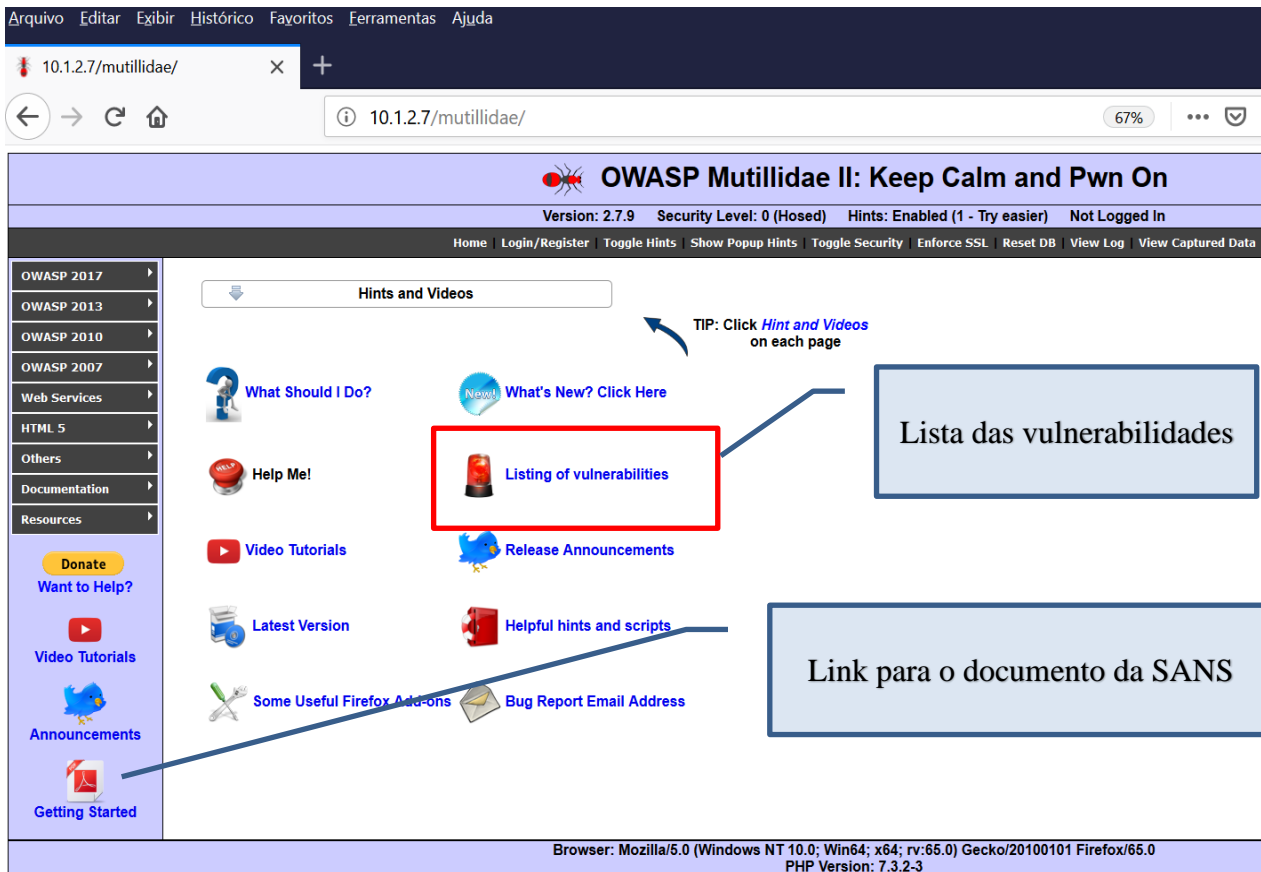 Arquivo Editar Exibir Histórico Favoritos Ferramentas Ajuda
10.1.2.7/mutillidae/
10.1.2.7/mutillidae/
67%
OWASP Mutillidae II: Keep Calm and Pwn On
Version: 2.7.9 Security Level: 0 (Hosed) Hints: Enabled (1 - Try easier) Not Logged In
Home | Login/Register | Toggle Hints | Show Popup Hints | Toggle Security | Enforce SSL | Reset DB | View Log | View Captured Data
OWASP 2017
OWASP 2013
OWASP 2010
OWASP 2007
Web Services
HTML 5
Others
Documentation
Resources
Donate
Want to Help?
Video Tutorials
Announcements
Getting Started
Hints and Videos
TIP: Click Hint and Videos
on each page
What Should I Do?
New! What's New? Click Here
HELP Help Me!
Listing of vulnerabilities
Video Tutorials
Release Announcements
Latest Version
Helpful hints and scripts
Some Useful Firefox Add-ons
Bug Report Email Address
Lista das vulnerabilidades
Link para o documento da SANS
Browser: Mozilla/5.0 (Windows NT 10.0; Win64; x64; rv:65.0) Gecko/20100101 Firefox/65.0
PHP Version: 7.3.2-3